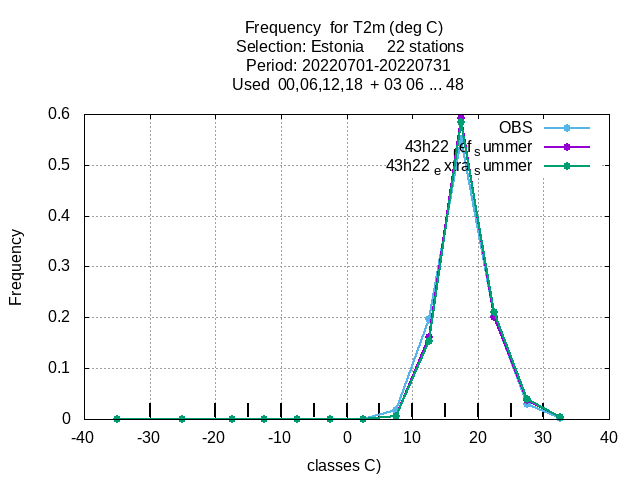 Frequency for T2m (deg C)
Selection: Estonia 22 stations
Period: 20220701-20220731
Used 00,06,12,18 + 03 06 ... 48
0.6
0.5
0.4
0.3
0.2
0.1
0
Frequency
OBS
43h22 ref s ummer
43h22 e xtra s ummer
-40 -30 -20 -10 0 10 20 30 40
classes C)